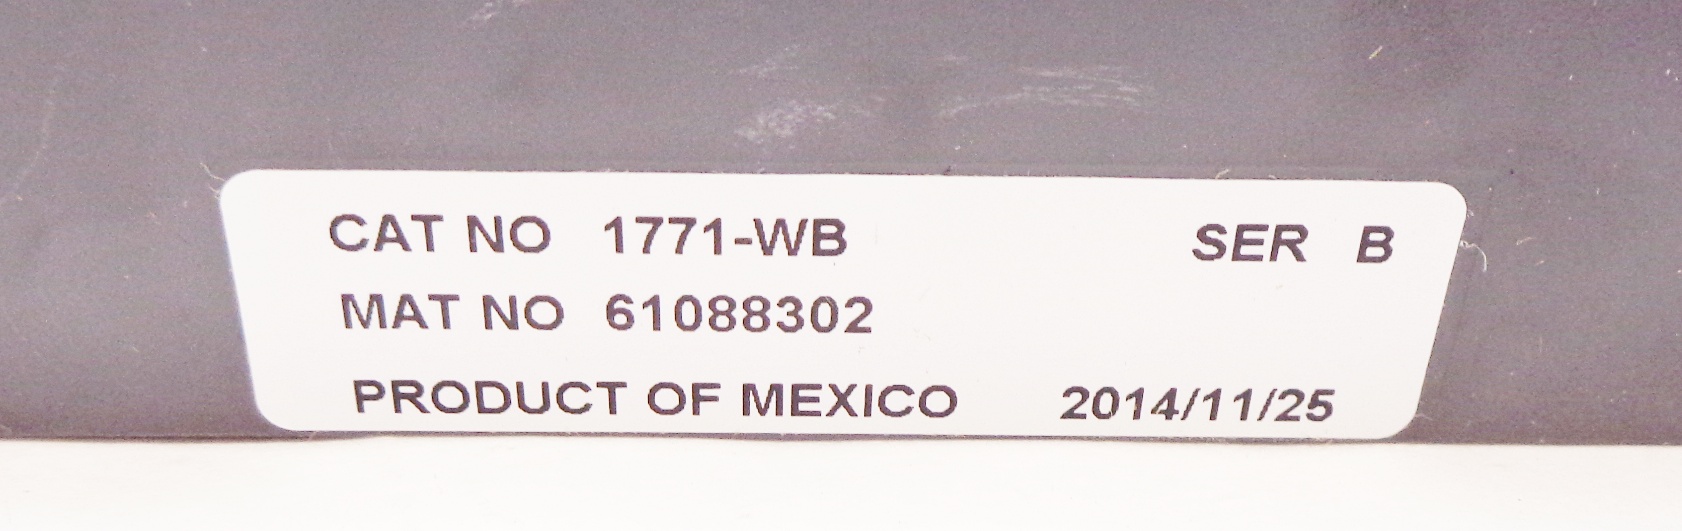 CAT NO 1771-WB SER B
MAT NO 61088302
PRODUCT OF MEXICO 2014/11/25